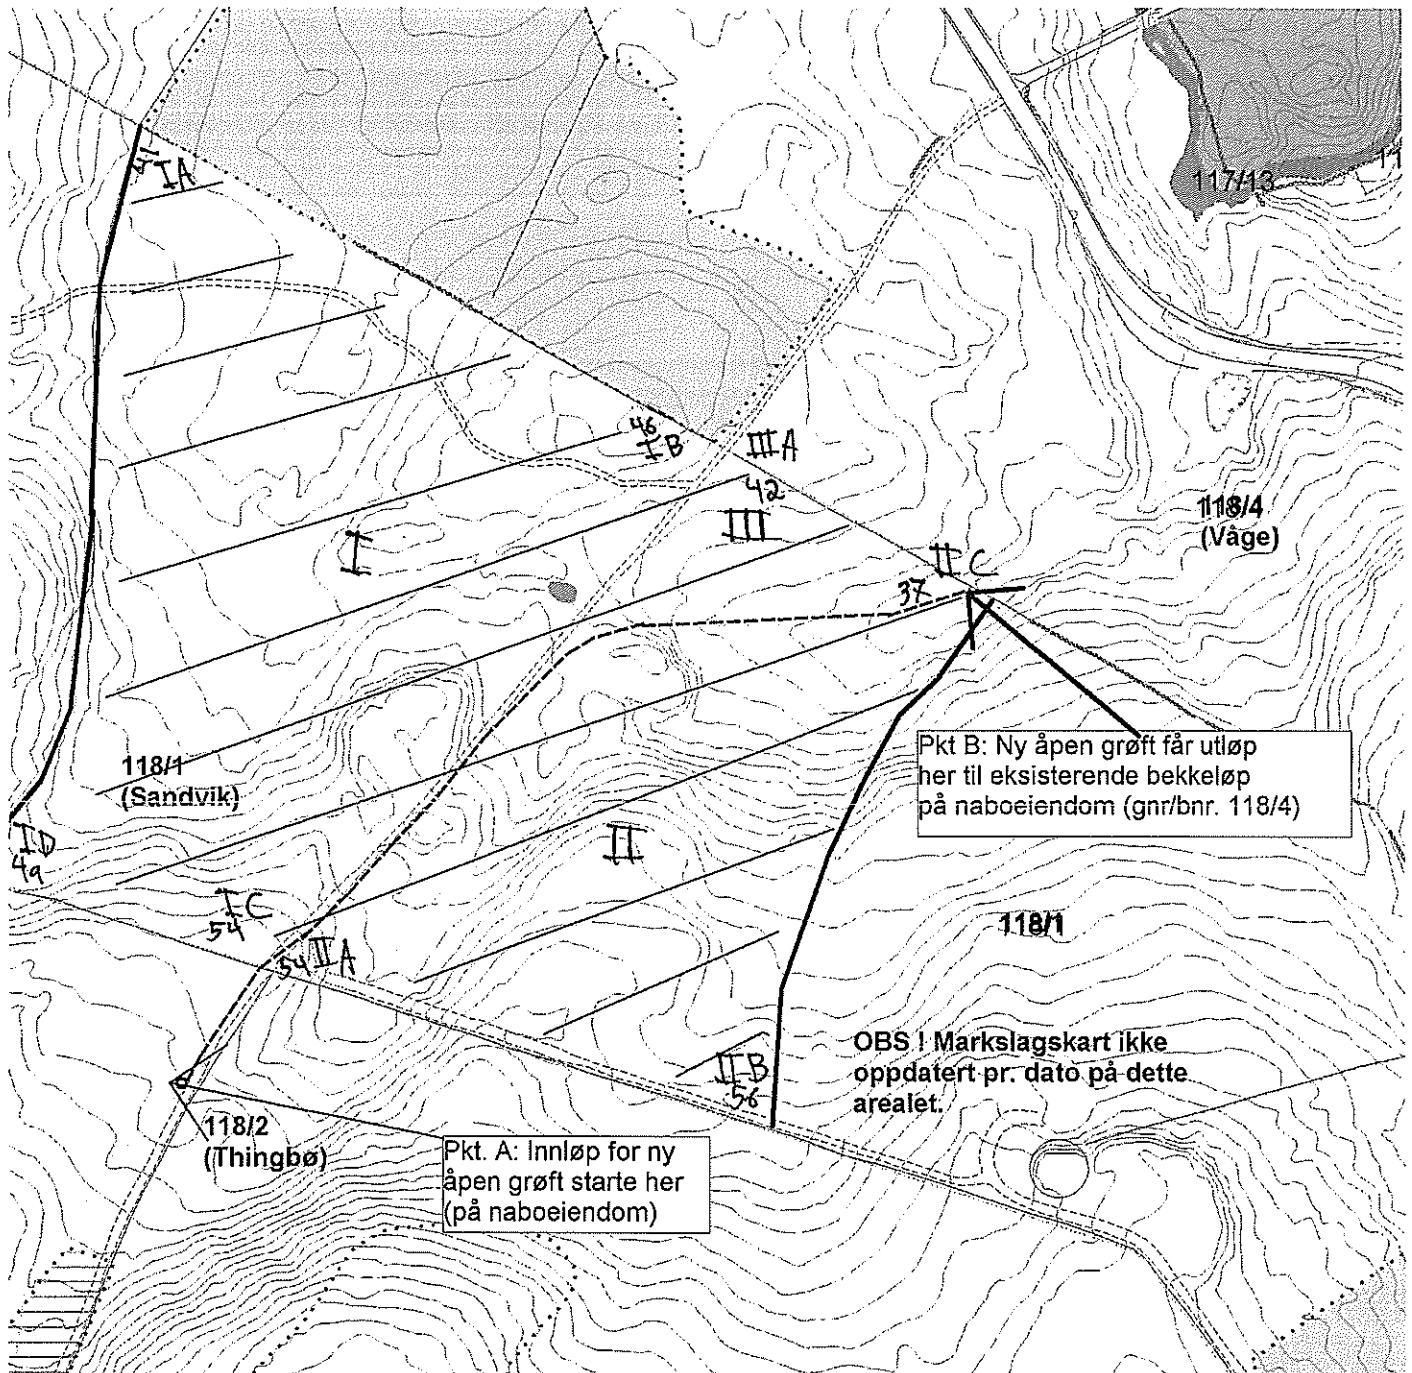 117/13
11
41
IA
46
IB
IIIA
42
III
118/4
(Våge)
I
IIC
37
118/1
(Sandvik)
Pkt B: Ny åpen grøft får utløp
her til eksisterende bekkeløp
på naboeiendom (gnr/bnr. 118/4)
ID
49
II
IC
54
54 IIA
118/1
OBS ! Markslagskart ikke
oppdatert pr. dato på dette
arealet.
IIB
56
118/2
(Thingbø)
Pkt. A: Innløp for ny
åpen grøft starte her
(på naboeiendom)